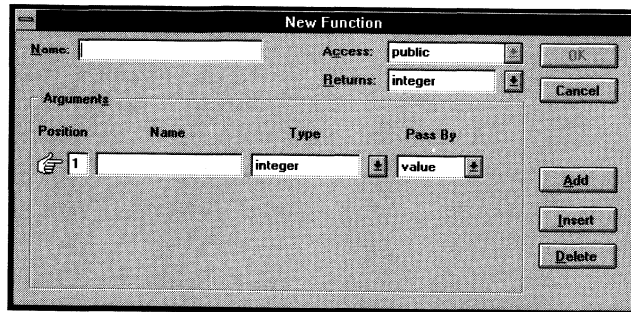 New Function
Name:
Access: public
OK
Returns: integer
Cancel
Arguments
Position Name Type Pass By
1 integer value
Add
Insert
Delete